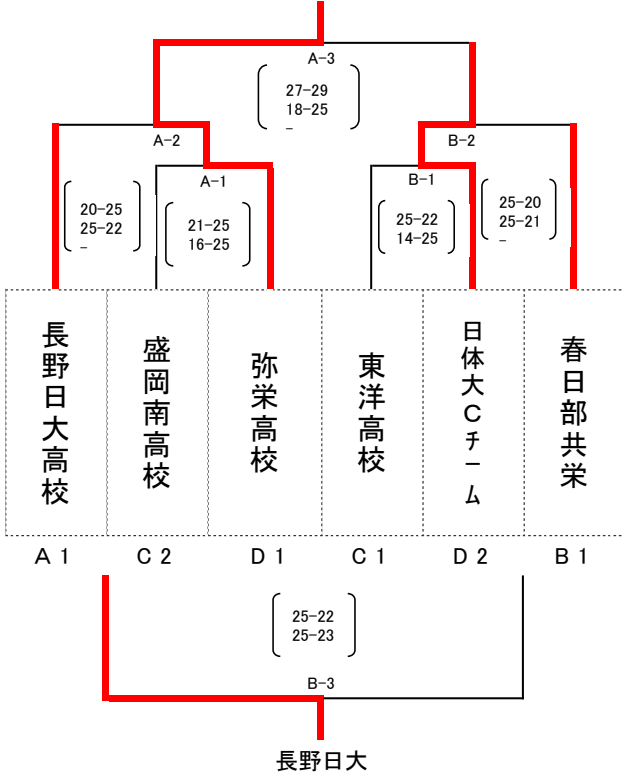 A-3
27-29
18-25
–
A-2
B-2
A-1
B-1
20-25
25-22
–
21-25
16-25
25-22
14-25
25-20
25-21
–
長野日大高校
盛岡南高校
弥栄高校
東洋高校
日体大Cチーム
春日部共栄
A1
C2
D1
C1
D2
B1
25-22
25-23
B-3
長野日大